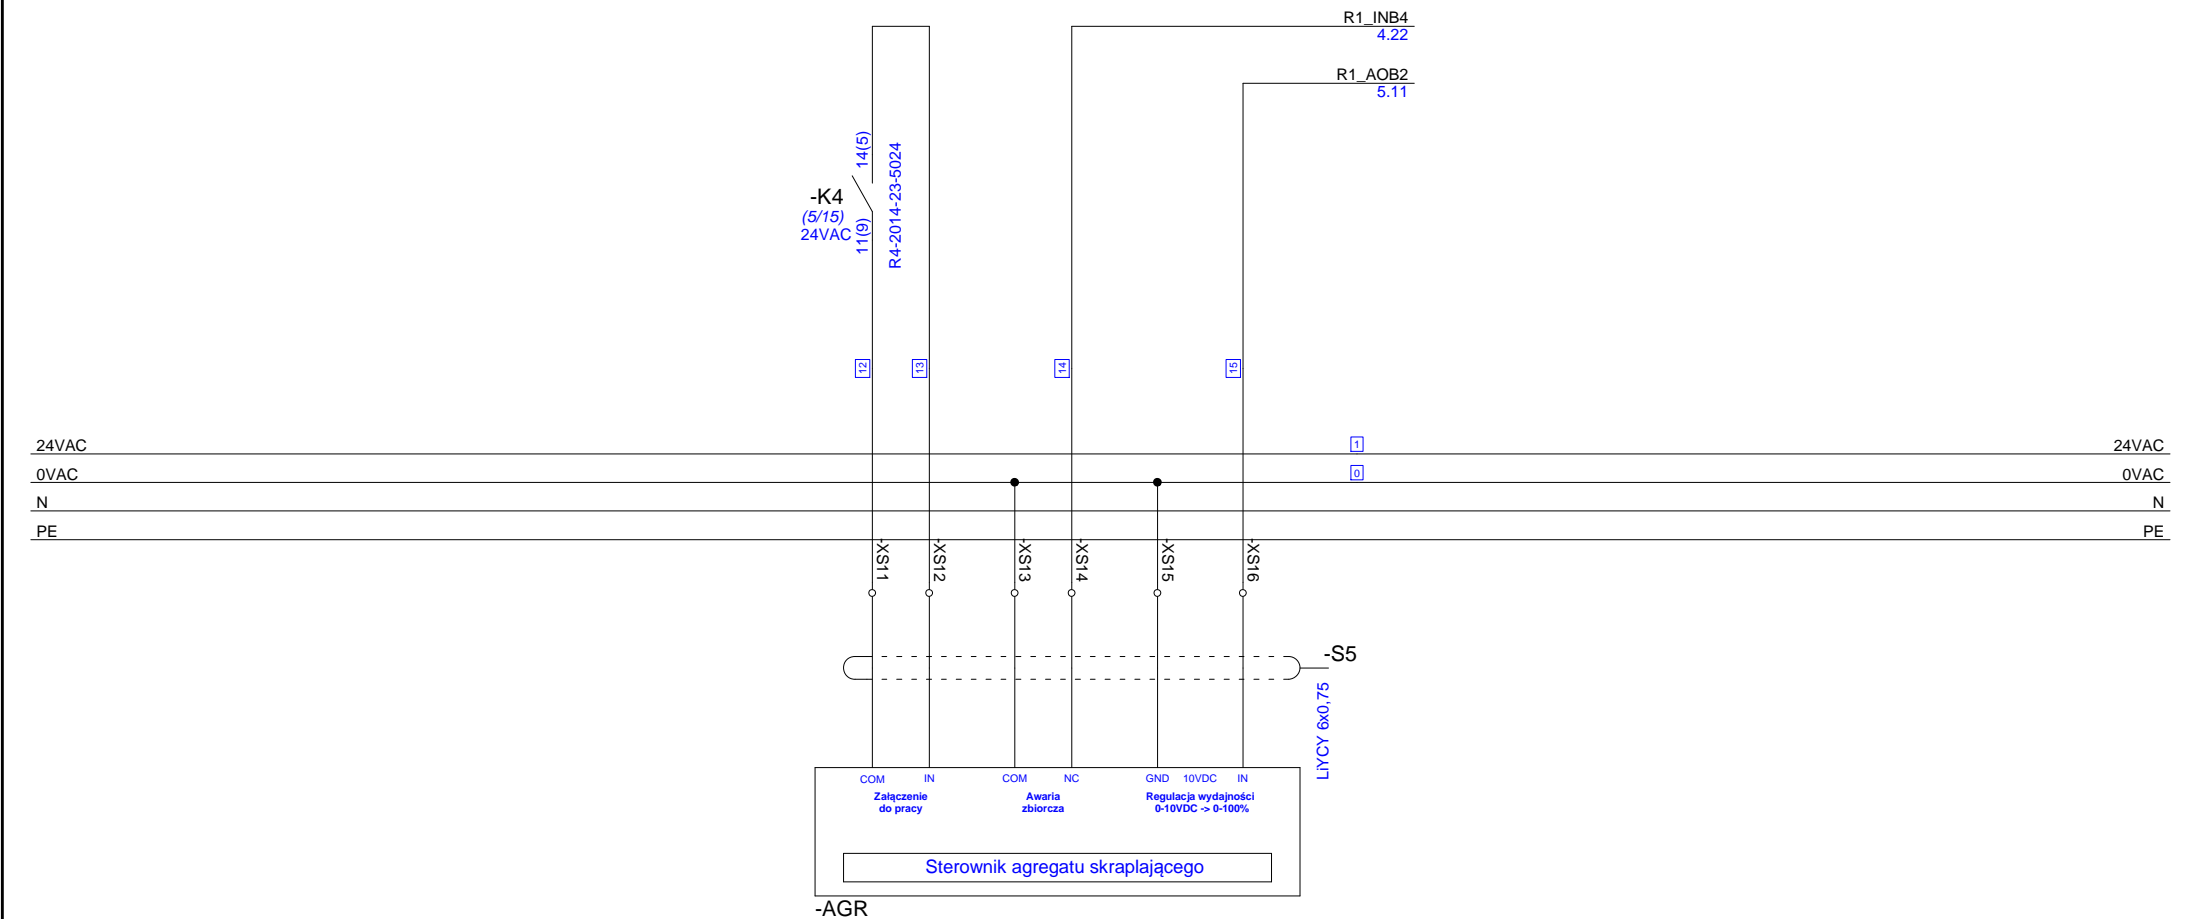 R1_INB4
4.22
R1_AOB2
5.11
14(5)
R4-2014-23-5024
-K4
(5/15)
24VAC
11(9)
12
13
14
15
24VAC
1
24VAC
0VAC
0
0VAC
N
N
PE
PE
-XS11
-XS12
-XS13
-XS14
-XS15
-XS16
-S5
LiYCY 6x0,75
COM
IN
COM
NC
GND
10VDC
IN
Załączenie
do pracy
Awaria
zbiorcza
Regulacja wydajności
0-10VDC -> 0-100%
Sterownik agregatu skraplającego
-AGR